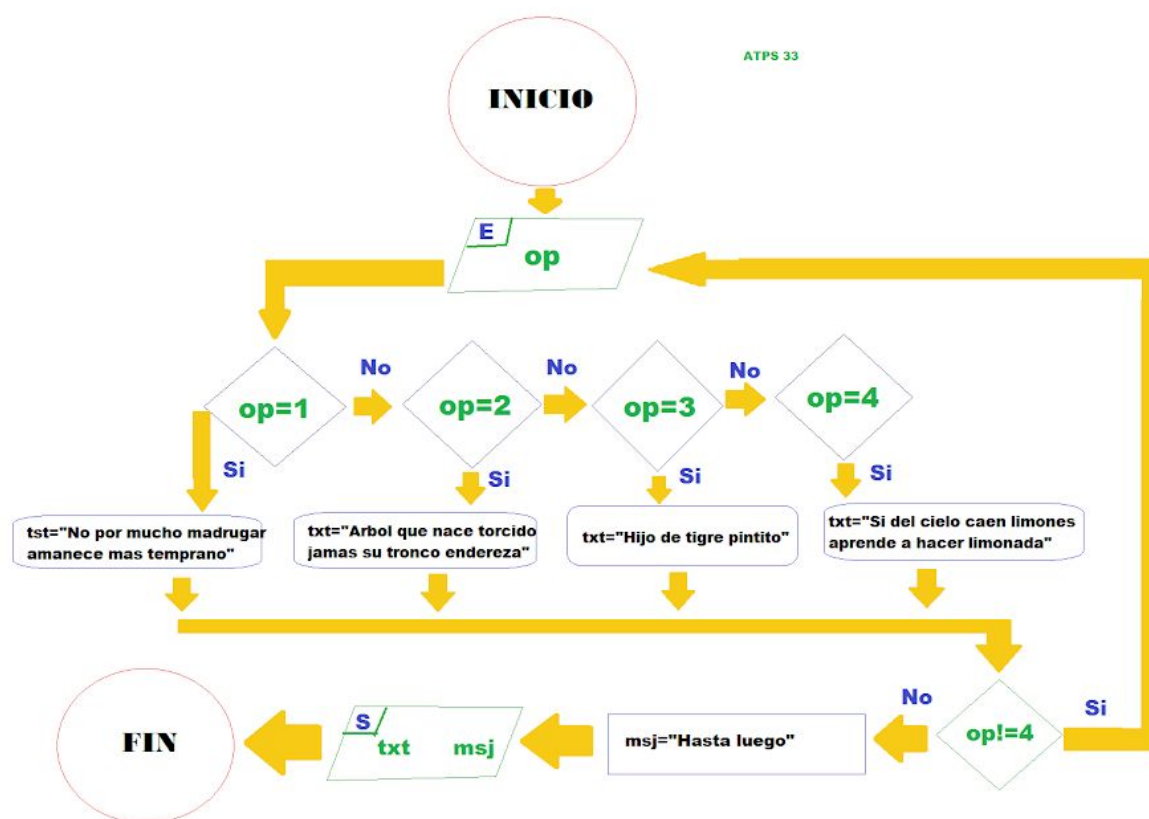 ATPS 33
INICIO
E
op
No
No
No
op=1
op=2
op=3
op=4
Si
Si
Si
Si
tst="No por mucho madrugar
amanece mas temprano"
txt="Arbol que nace torcido
jamas su tronco endereza"
txt="Hijo de tigre pintito"
txt="Si del cielo caen limones
aprende a hacer limonada"
FIN
S
txt msj
msj="Hasta luego"
No
op!=4
Si